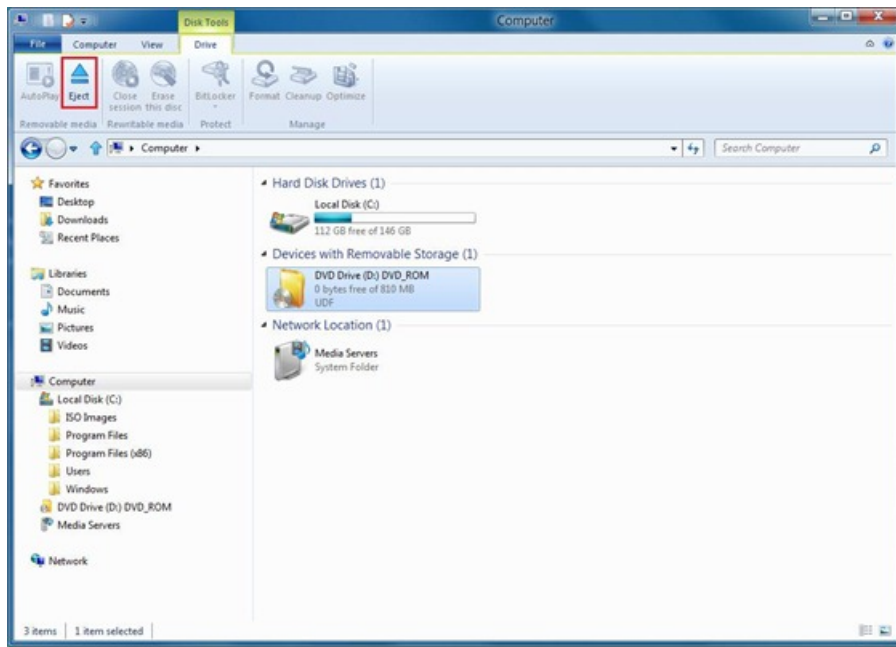 Disk Tools
Computer
File Computer View Drive
AutoPlay Eject Close session Erase this disc BitLocker Format Cleanup Optimize
Removable media Rewritable media Protect Manage
Computer
Search Computer
Favorites
Desktop
Downloads
Recent Places
Libraries
Documents
Music
Pictures
Videos
Computer
Local Disk (C:)
ISO Images
Program Files
Program Files (x86)
Users
Windows
DVD Drive (D:) DVD_ROM
Media Servers
Network
Hard Disk Drives (1)
Local Disk (C:)
112 GB free of 146 GB
Devices with Removable Storage (1)
DVD Drive (D:) DVD_ROM
0 bytes free of 810 MB
UDF
Network Location (1)
Media Servers
System Folder
3 items 1 item selected